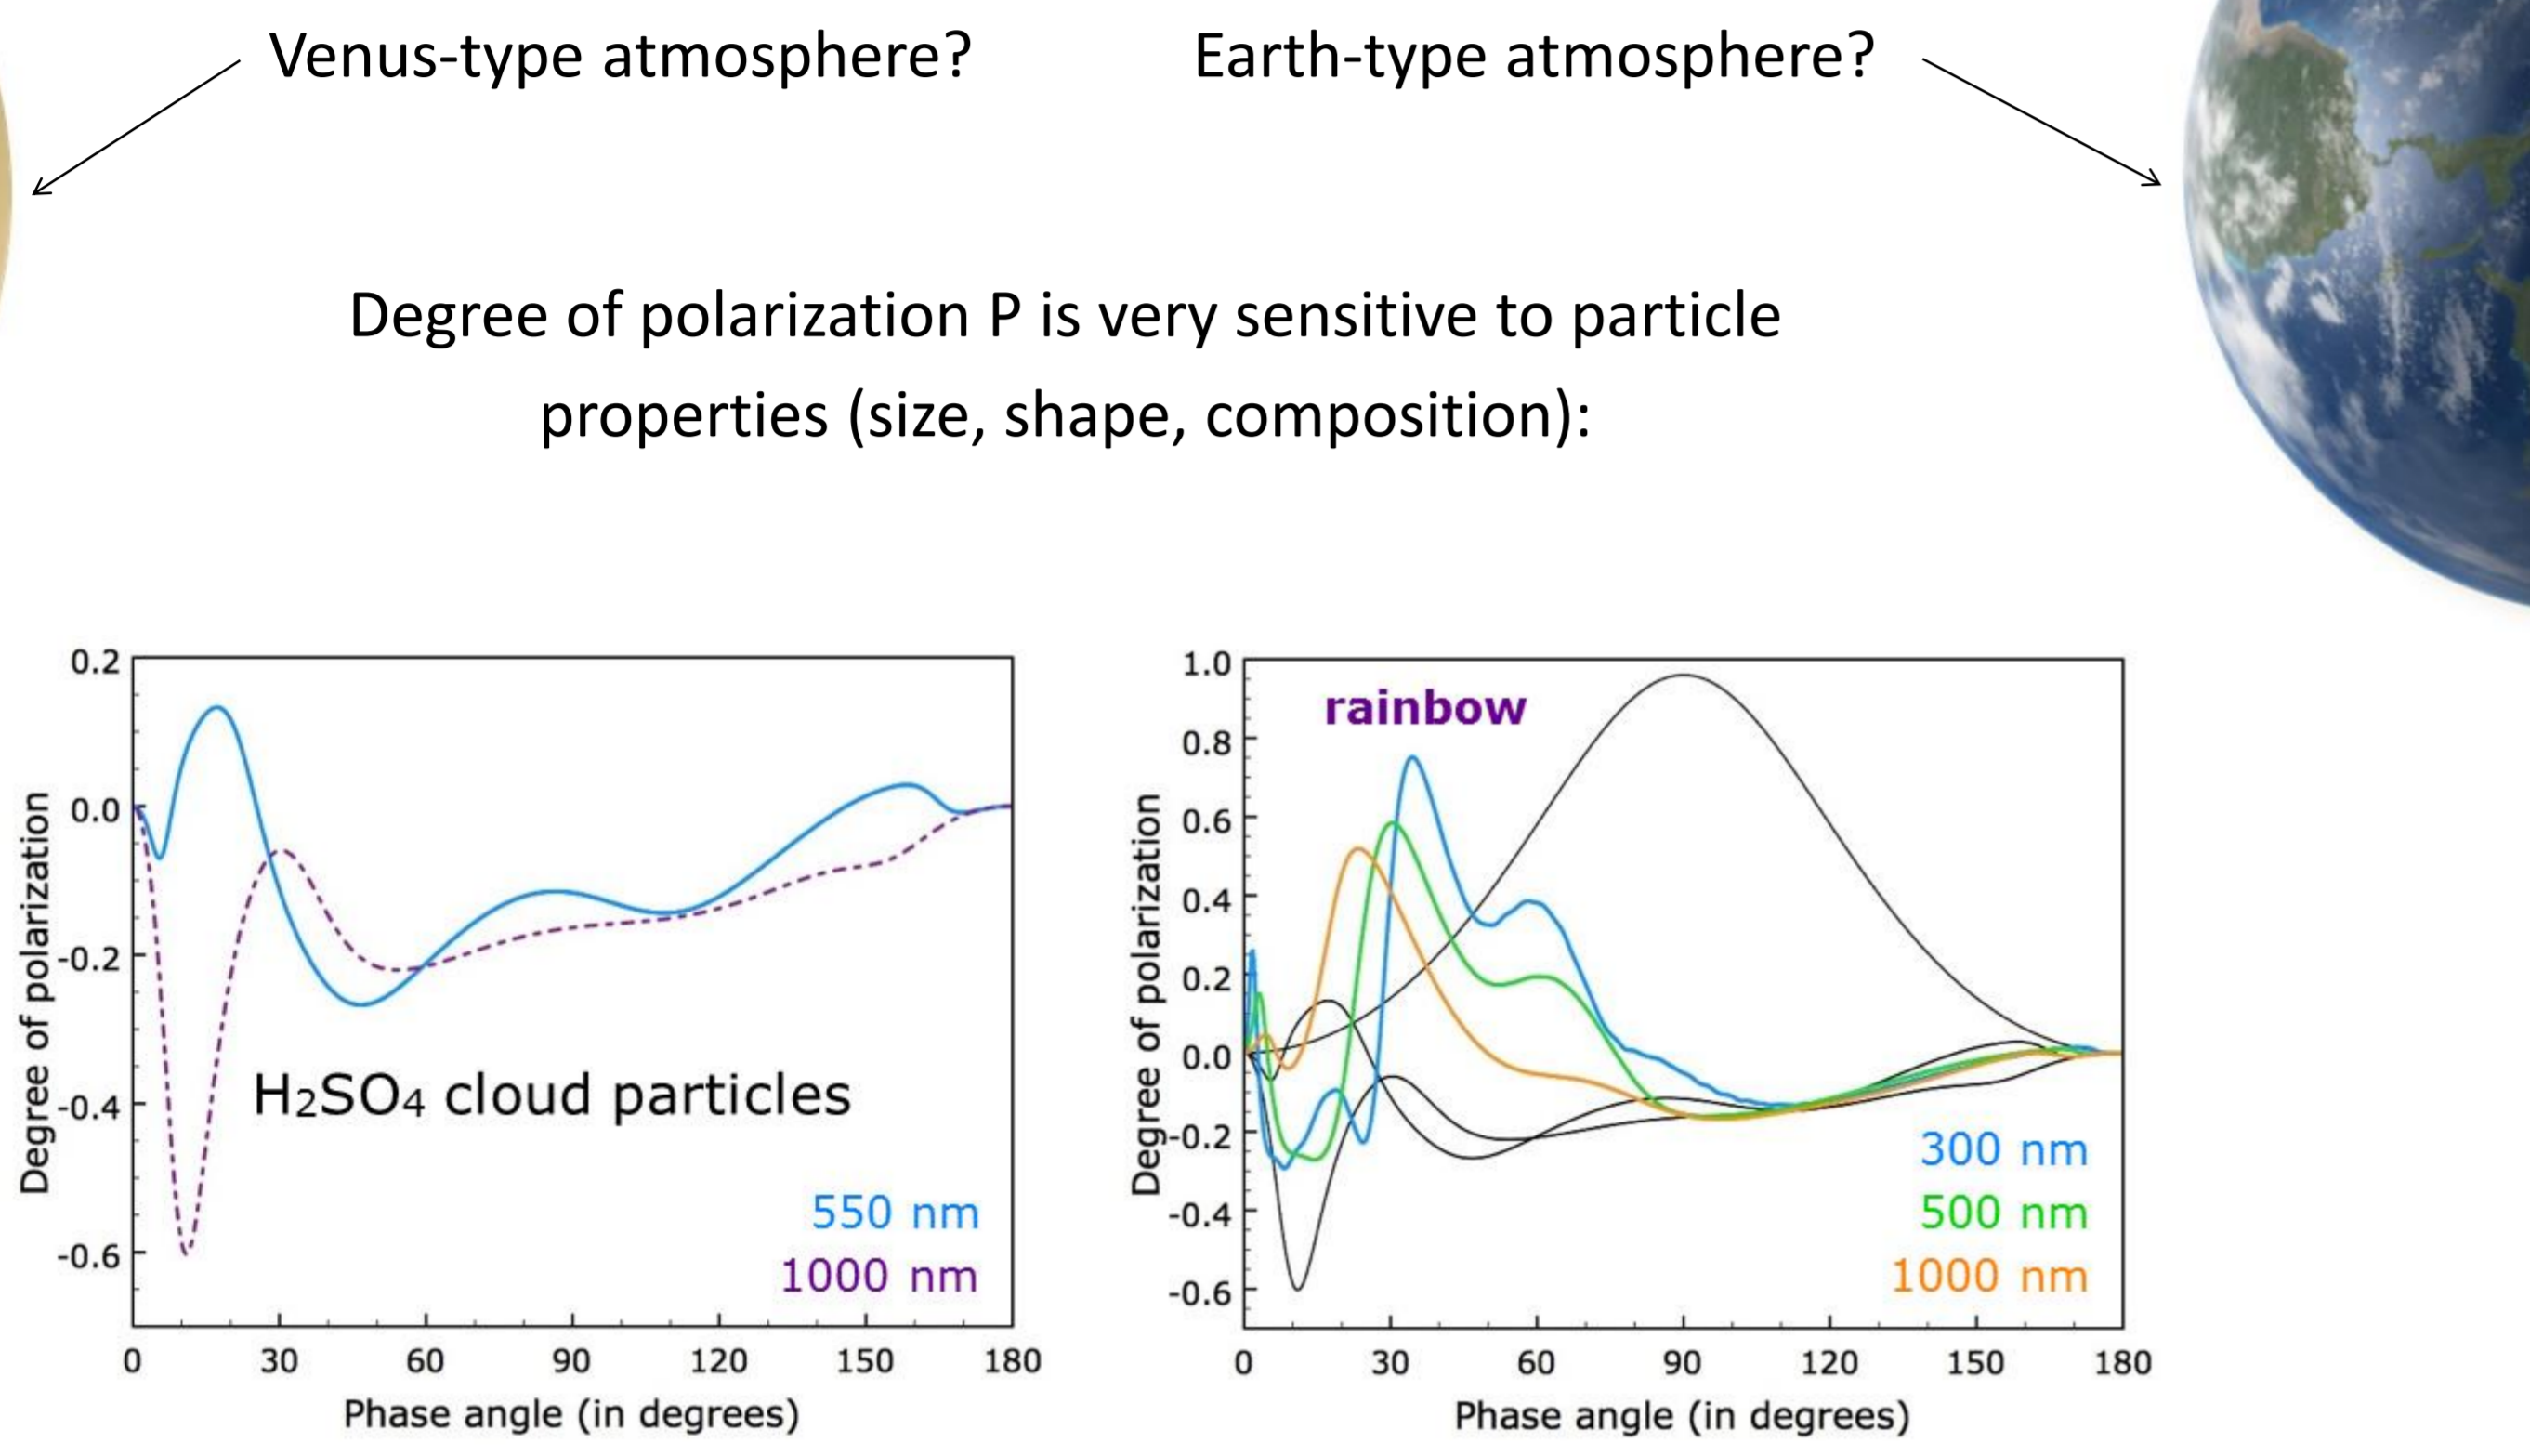 Venus-type atmosphere?
Earth-type atmosphere?
Degree of polarization P is very sensitive to particle
properties (size, shape, composition):
0.2
0.0
-0.2
-0.4
-0.6
Degree of polarization
H₂SO₄ cloud particles
550 nm
1000 nm
0 30 60 90 120 150 180
Phase angle (in degrees)
1.0
0.8
0.6
0.4
0.2
0.0
-0.2
-0.4
-0.6
Degree of polarization
rainbow
300 nm
500 nm
1000 nm
0 30 60 90 120 150 180
Phase angle (in degrees)